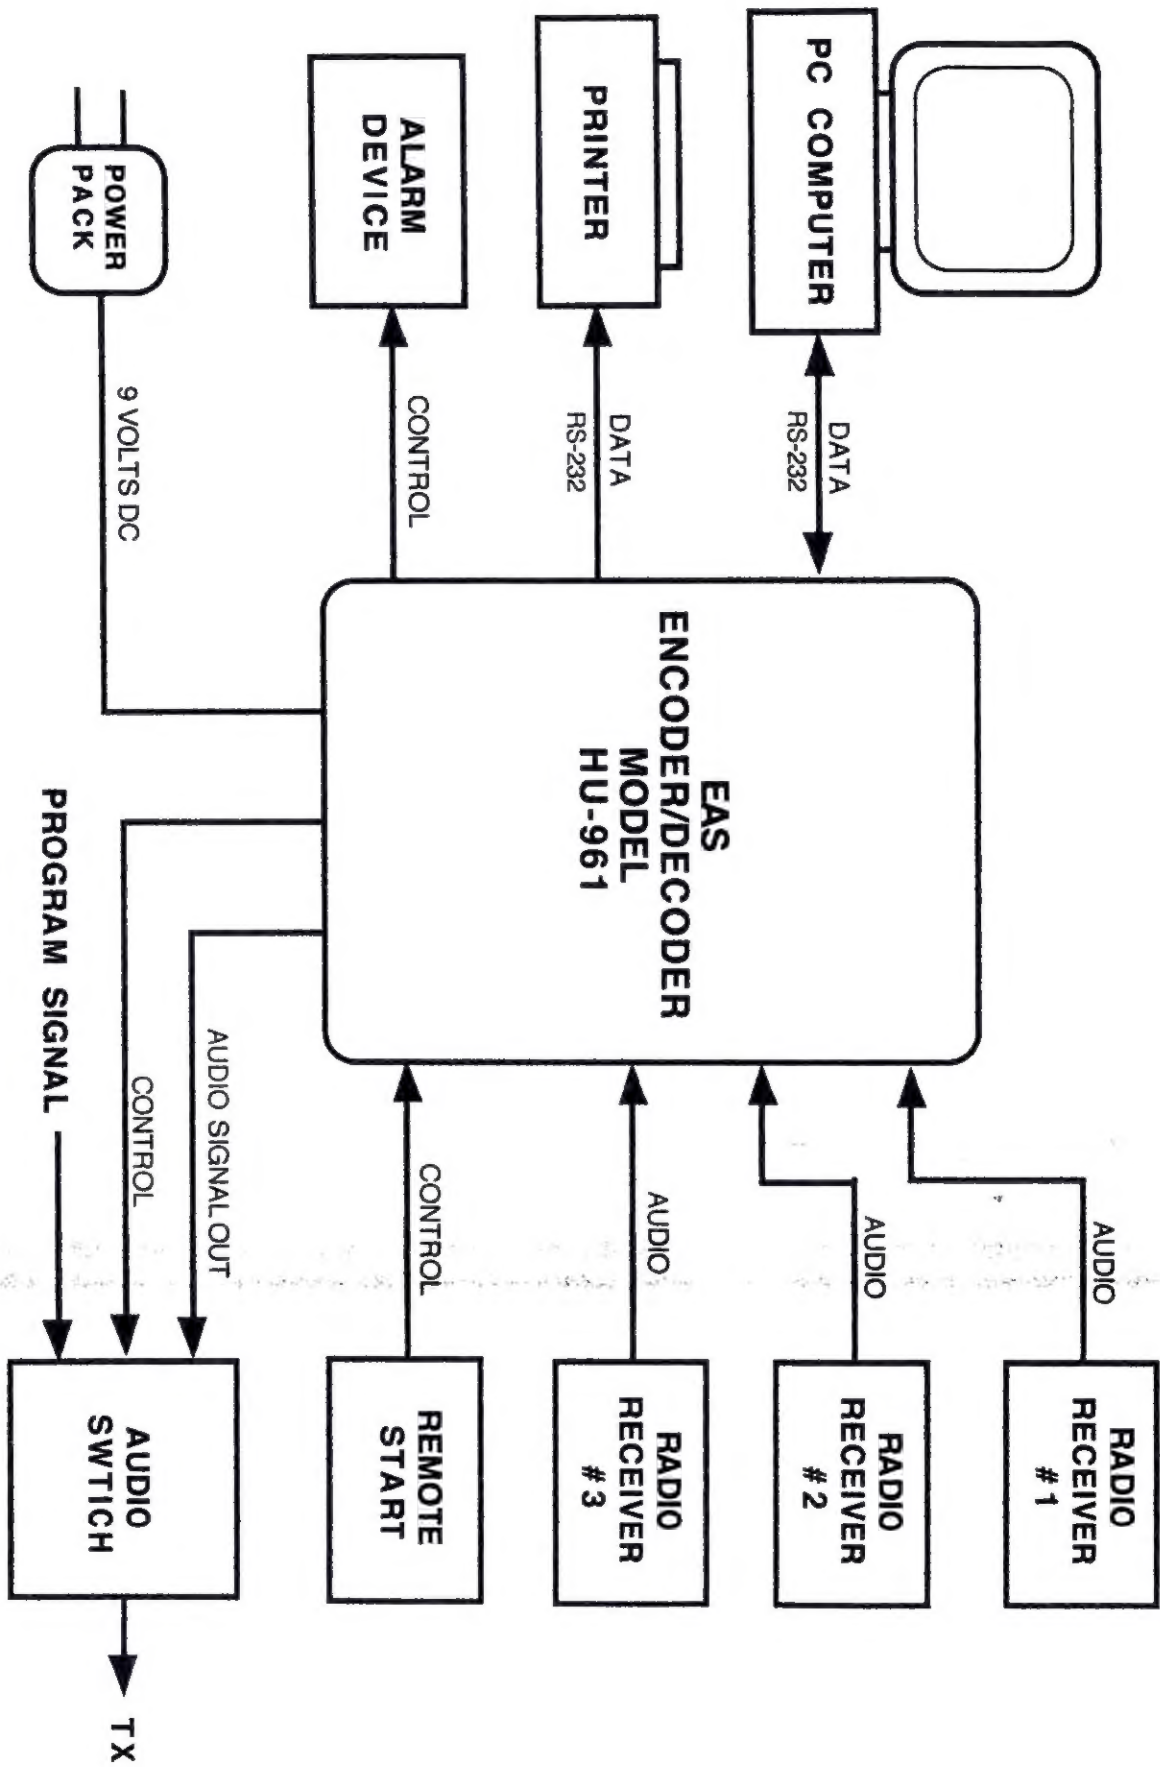 PC COMPUTER
DATA
RS-232
PRINTER
DATA
RS-232
ALARM
DEVICE
CONTROL
POWER
PACK
9 VOLTS DC
EAS
ENCODER/DECODER
MODEL
HU-961
AUDIO
RADIO
RECEIVER
#1
AUDIO
RADIO
RECEIVER
#2
AUDIO
RADIO
RECEIVER
#3
CONTROL
REMOTE
START
AUDIO SIGNAL OUT
CONTROL
PROGRAM SIGNAL
AUDIO
SWTICH
TX